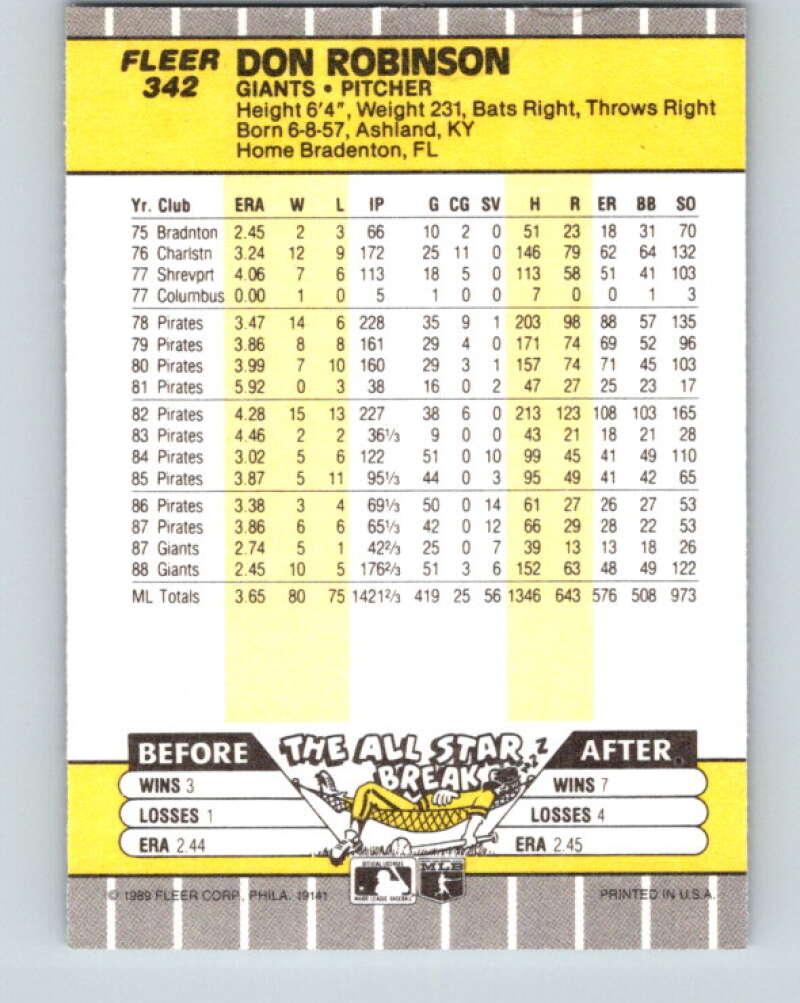 FLEER
342
DON ROBINSON
GIANTS • PITCHER
Height 6'4", Weight 231, Bats Right, Throws Right
Born 6-8-57, Ashland, KY
Home Bradenton, FL
Yr. Club ERA W L IP G CG SV H R ER BB SO
75 Bradnton 2.45 2 3 66 10 2 0 51 23 18 31 70
76 Charlstn 3.24 12 9 172 25 11 0 146 79 62 64 132
77 Shrevprt 4.06 7 6 113 18 5 0 113 58 51 41 103
77 Columbus 0.00 1 0 5 1 0 0 7 0 0 1 3
78 Pirates 3.47 14 6 228 35 9 1 203 98 88 57 135
79 Pirates 3.86 8 8 161 29 4 0 171 74 69 52 96
80 Pirates 3.99 7 10 160 29 3 1 157 74 71 45 103
81 Pirates 5.92 0 3 38 16 0 2 47 27 25 23 17
82 Pirates 4.28 15 13 227 38 6 0 213 123 108 103 165
83 Pirates 4.46 2 2 36⅓ 9 0 0 43 21 18 21 28
84 Pirates 3.02 5 6 122 51 0 10 99 45 41 49 110
85 Pirates 3.87 5 11 95⅓ 44 0 3 95 49 41 42 65
86 Pirates 3.38 3 4 69⅓ 50 0 14 61 27 26 27 53
87 Pirates 3.86 6 6 65⅓ 42 0 12 66 29 28 22 53
87 Giants 2.74 5 1 42⅔ 25 0 7 39 13 13 18 26
88 Giants 2.45 10 5 176⅔ 51 3 6 152 63 48 49 122
ML Totals 3.65 80 75 1421⅔ 419 25 56 1346 643 576 508 973
BEFORE
THE ALL STAR
BREAK
ZZZ
AFTER
WINS 3
LOSSES 1
ERA 2.44
WINS 7
LOSSES 4
ERA 2.45
© 1989 FLEER CORP., PHILA. 19141
MAJOR LEAGUE BASEBALL
MLB
PRINTED IN U.S.A.